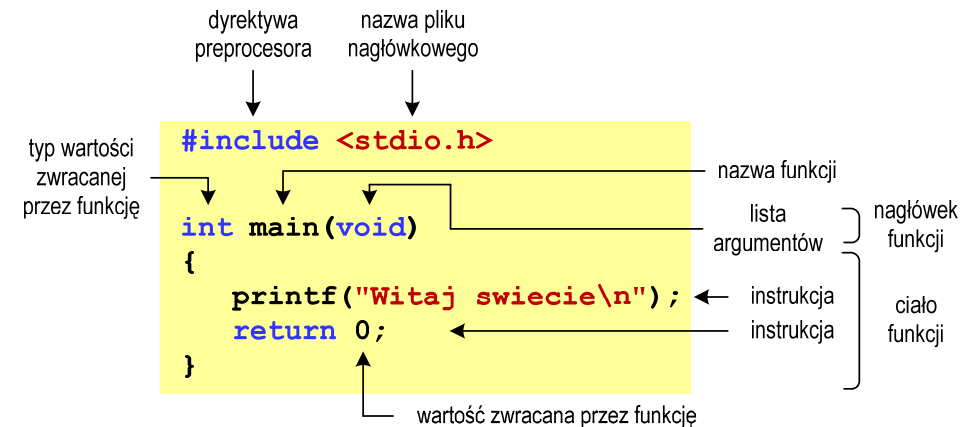 dyrektywa
preprocesora
nazwa pliku
nagłówkowego
#include <stdio.h>
typ wartości
zwracanej
przez funkcję
nazwa funkcji
int main(void)
lista
argumentów
nagłówek
funkcji
{
printf("Witaj swiecie\n");
instrukcja
return 0;
instrukcja
ciało
funkcji
}
wartość zwracana przez funkcję